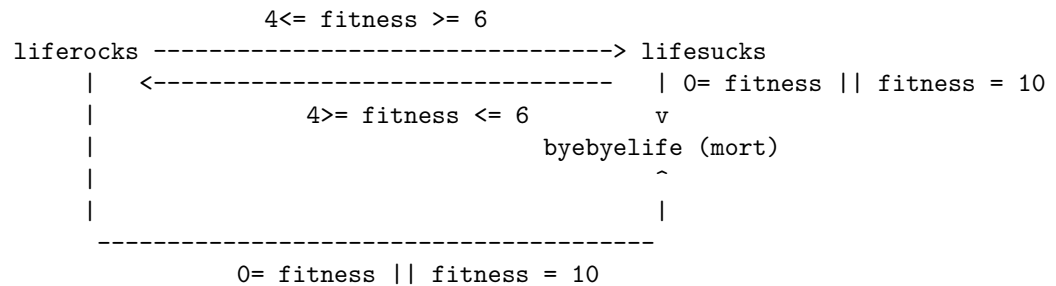 4<= fitness >= 6
liferocks ---------------------------------> lifesucks
| <--------------------------------- | 0= fitness || fitness = 10
| 4>= fitness <= 6 v
| byebyelife (mort)
| ^
| |
----------------------------------------
0= fitness || fitness = 10